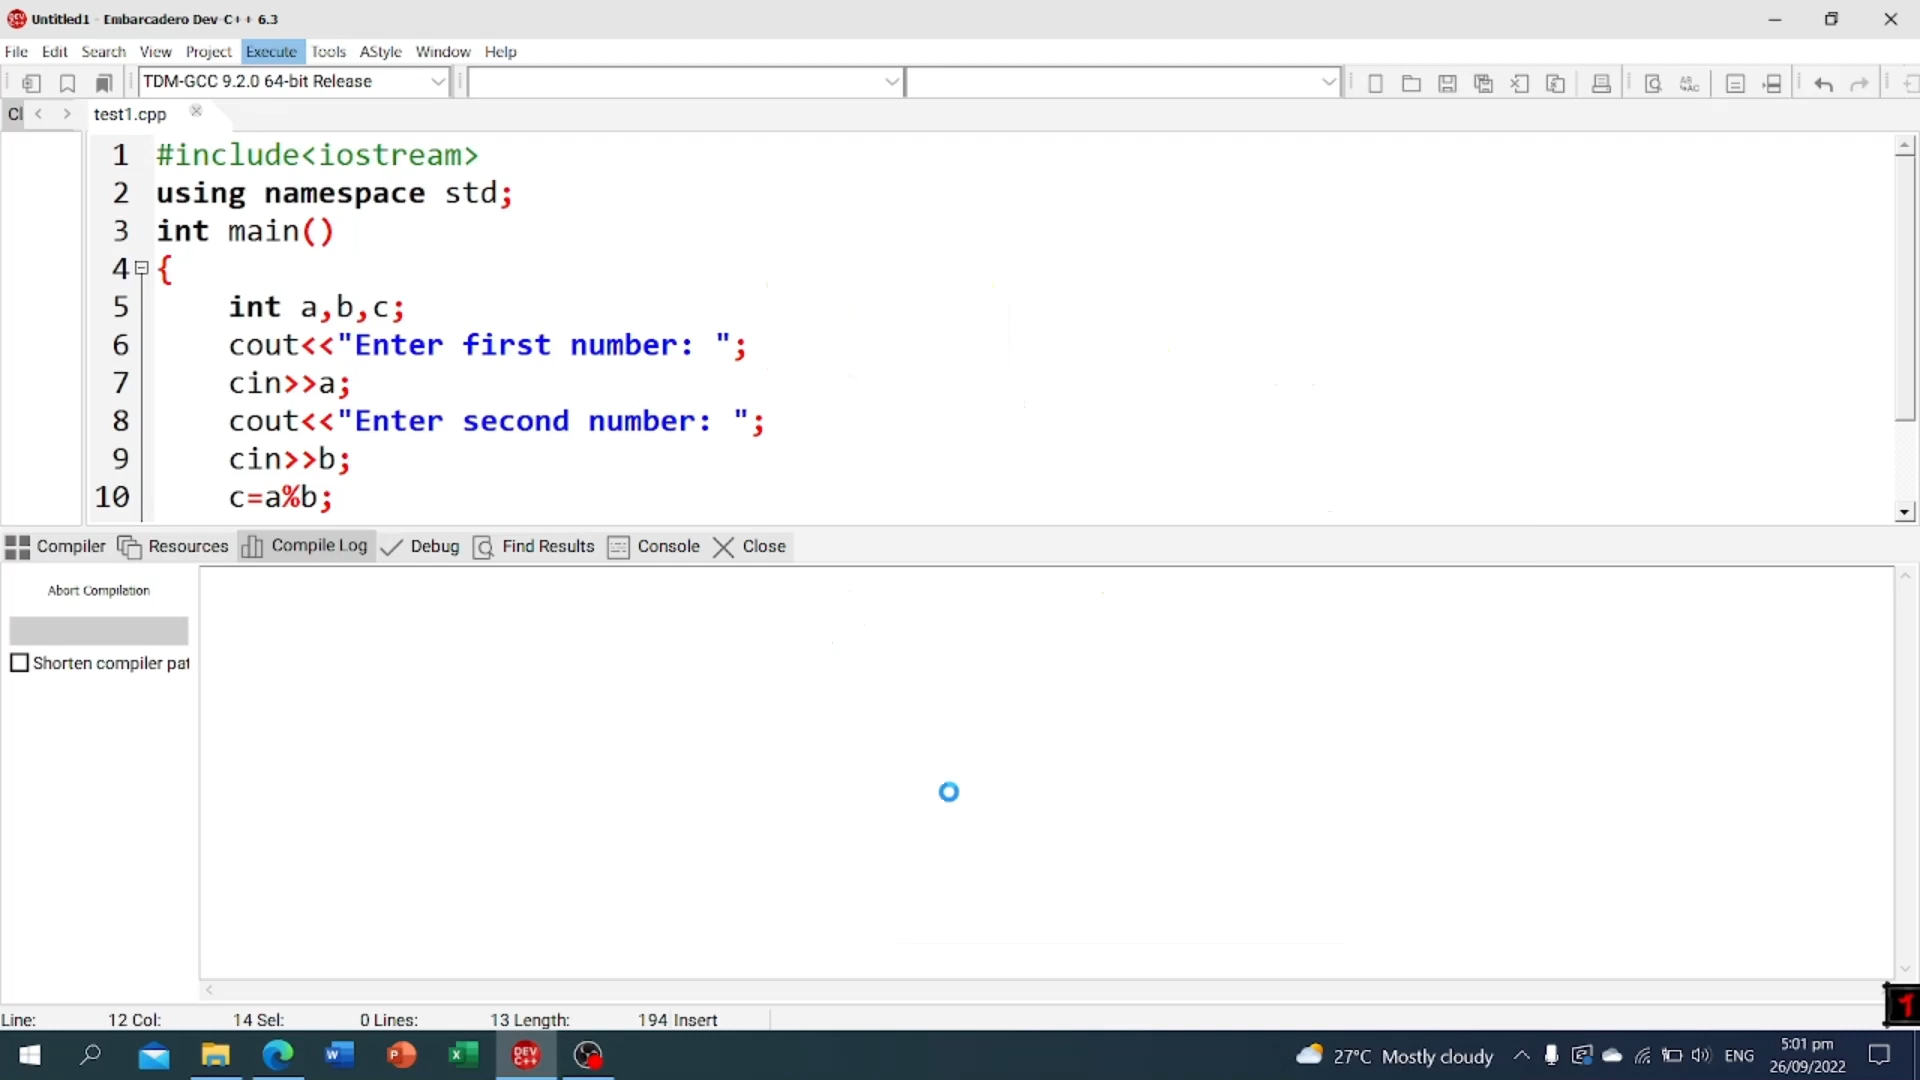 Untitled1 - Embarcadero Dev-C++ 6.3
File Edit Search View Project Execute Tools AStyle Window Help
TDM-GCC 9.2.0 64-bit Release
Cl test1.cpp
1 #include<iostream>
2 using namespace std;
3 int main()
4 {
5 int a,b,c;
6 cout<<"Enter first number: ";
7 cin>>a;
8 cout<<"Enter second number: ";
9 cin>>b;
10 c=a%b;
Compiler Resources Compile Log Debug Find Results Console Close
Abort Compilation
Shorten compiler pat
Line: 12 Col: 14 Sel: 0 Lines: 13 Length: 194 Insert
27°C Mostly cloudy ENG 5:01 pm
26/09/2022